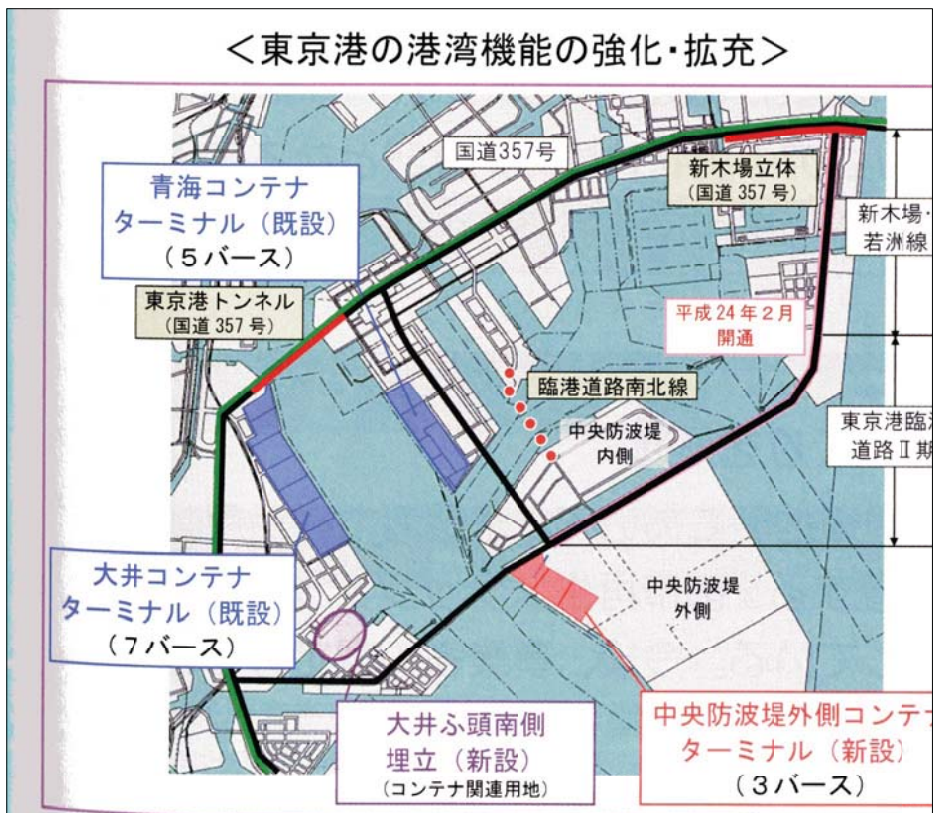 ＜東京港の港湾機能の強化・拡充＞
国道357号
新木場立体
(国道 357 号)
青海コンテナ
ターミナル（既設）
（５バース）
新木場・
若洲線
東京港トンネル
(国道 357 号)
平成 24 年２月
開通
臨港道路南北線
中央防波堤
内側
東京港臨
道路Ⅱ期
大井コンテナ
ターミナル（既設）
（７バース）
中央防波堤
外側
大井ふ頭南側
埋立（新設）
(コンテナ関連用地)
中央防波堤外側コンテナ
ターミナル（新設）
（３バース）